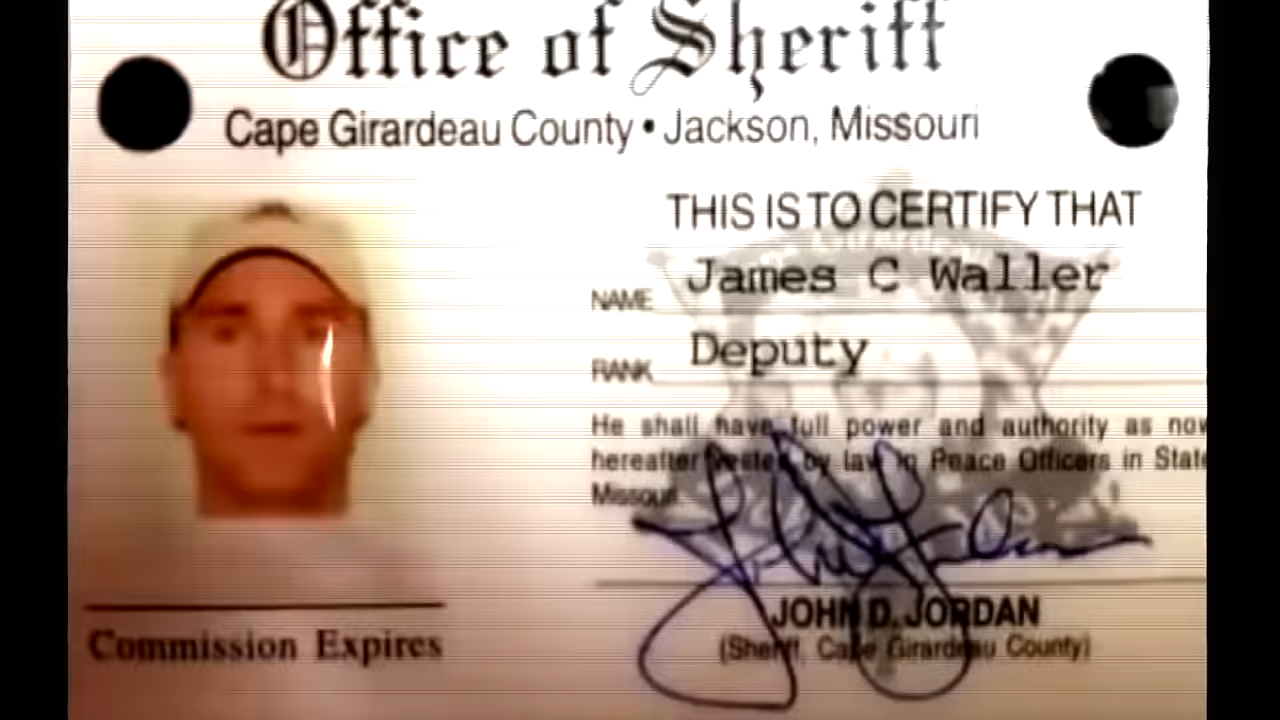 Office of Sheriff
Cape Girardeau County • Jackson, Missouri
THIS IS TO CERTIFY THAT
NAME James C Waller
RANK Deputy
He shall have full power and authority as now
hereafter vested by law in Peace Officers in State
Missouri
JOHN D. JORDAN
(Sheriff, Cape Girardeau County)
Commission Expires